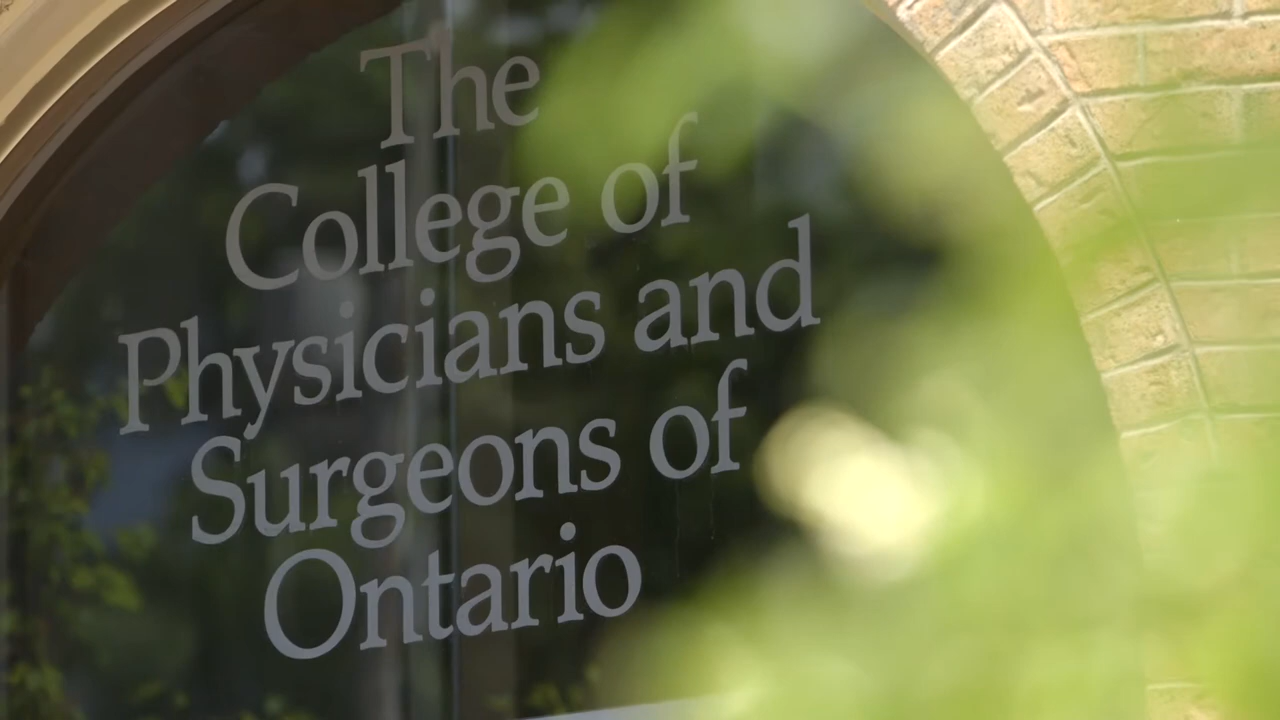 The
College of
Physicians and
Surgeons of
Ontario